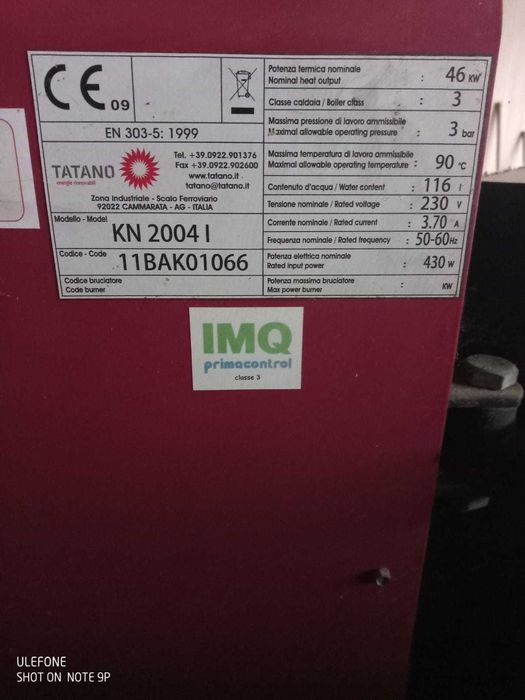 CE 09
EN 303-5: 1999
TATANO
energie rinnovabili
Tel. +39.0922.901376
Fax +39.0922.902600
www.tatano.it
tatano@tatano.it
Zona Industriale - Scalo Ferroviario
92022 CAMMARATA - AG - ITALIA
Modello - Model
KN 2004 I
Codice - Code
11BAK01066
Codice bruciatore
Code burner
Potenza termica nominale
Nominal heat output : 46 KW
Classe caldaia / Boiler class : 3
Massima pressione di lavoro ammissibile
Maximal allowable operating pressure : 3 bar
Massima temperatura di lavoro ammissibile
Maximal allowable operating temperature : 90 °C
Contenuto d'acqua / Water content : 116 l
Tensione nominale / Rated voltage : 230 V
Corrente nominale / Rated current : 3.70 A
Frequenza nominale / Rated frequency : 50-60Hz
Potenza elettrica nominale
Rated input power : 430 W
Potenza massima bruciatore
Max power burner : KW
IMQ
primacontrol
classe 3
ULEFONE
SHOT ON NOTE 9P